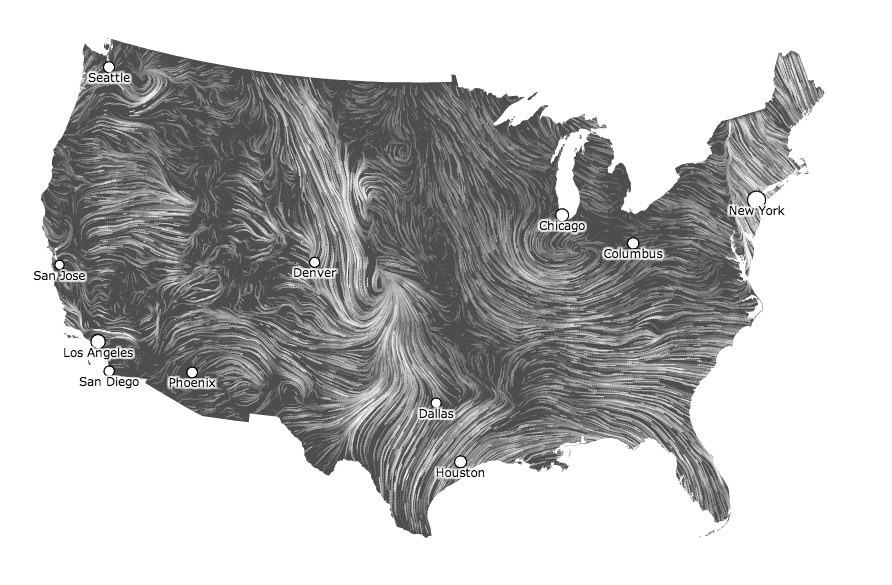 Seattle
New York
Chicago
Columbus
Denver
San Jose
Los Angeles
San Diego
Phoenix
Dallas
Houston